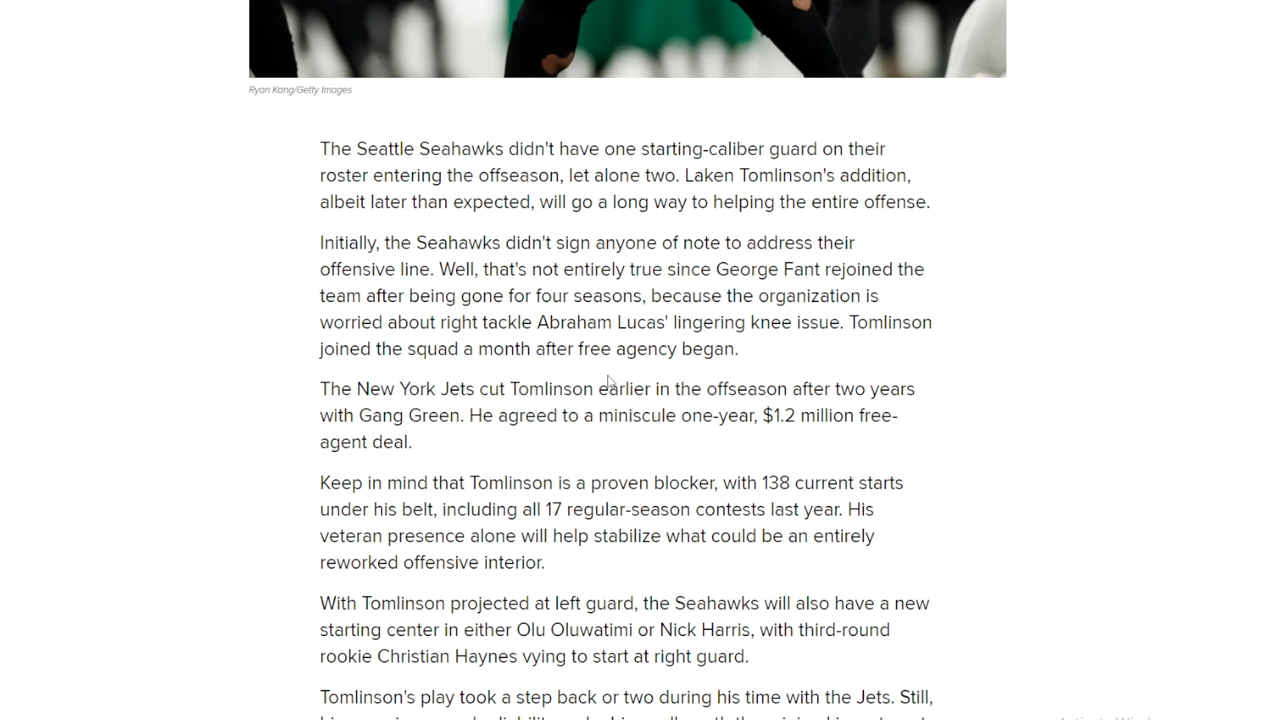 Ryan Kang/Getty Images
The Seattle Seahawks didn't have one starting-caliber guard on their
roster entering the offseason, let alone two. Laken Tomlinson's addition,
albeit later than expected, will go a long way to helping the entire offense.
Initially, the Seahawks didn't sign anyone of note to address their
offensive line. Well, that's not entirely true since George Fant rejoined the
team after being gone for four seasons, because the organization is
worried about right tackle Abraham Lucas' lingering knee issue. Tomlinson
joined the squad a month after free agency began.
The New York Jets cut Tomlinson earlier in the offseason after two years
with Gang Green. He agreed to a miniscule one-year, $1.2 million free-
agent deal.
Keep in mind that Tomlinson is a proven blocker, with 138 current starts
under his belt, including all 17 regular-season contests last year. His
veteran presence alone will help stabilize what could be an entirely
reworked offensive interior.
With Tomlinson projected at left guard, the Seahawks will also have a new
starting center in either Olu Oluwatimi or Nick Harris, with third-round
rookie Christian Haynes vying to start at right guard.
Tomlinson's play took a step back or two during his time with the Jets. Still,